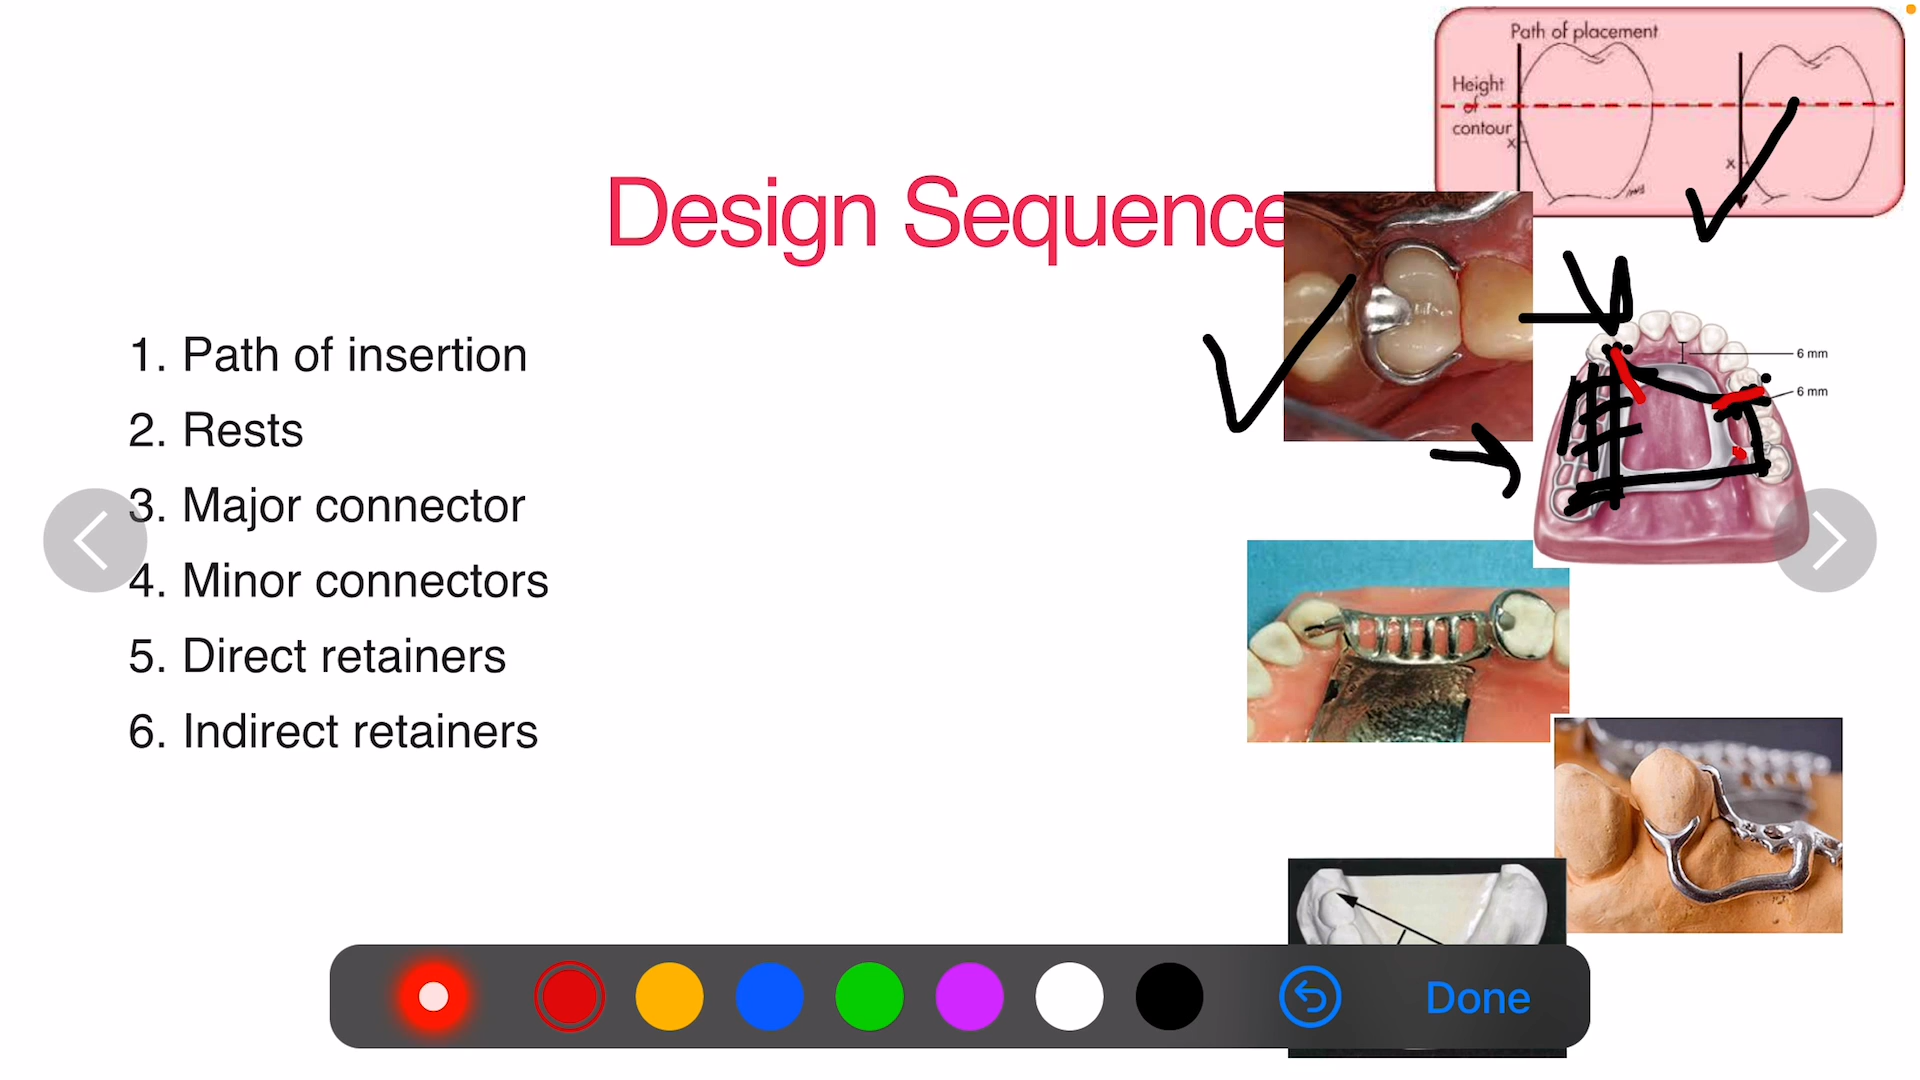 Path of placement
Height
of
contour
x
x
Design Sequence
1. Path of insertion
2. Rests
3. Major connector
4. Minor connectors
5. Direct retainers
6. Indirect retainers
6 mm
6 mm
Done